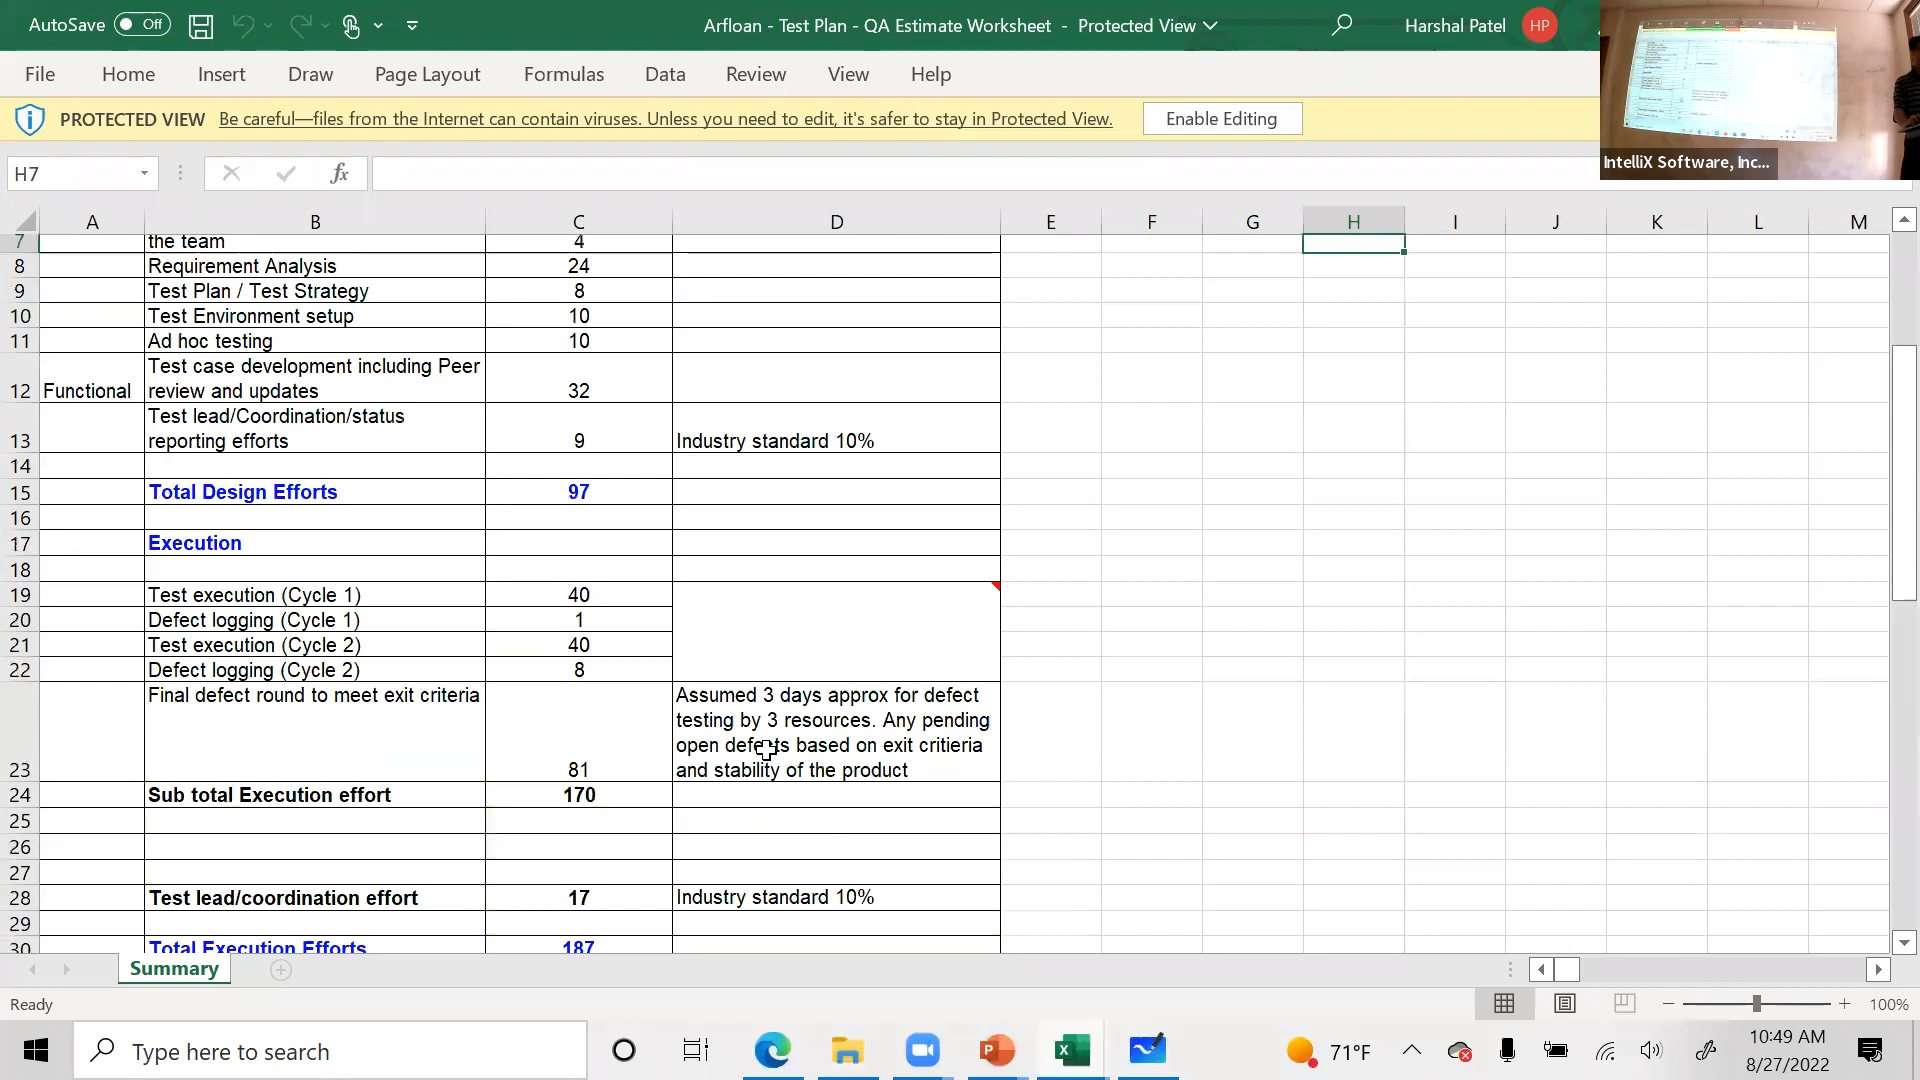 AutoSave Off
Arfloan - Test Plan - QA Estimate Worksheet - Protected View
Harshal Patel HP
File Home Insert Draw Page Layout Formulas Data Review View Help
PROTECTED VIEW Be careful—files from the Internet can contain viruses. Unless you need to edit, it's safer to stay in Protected View. Enable Editing
IntelliX Software, Inc...
H7 fx
A B C D E F G H I J K L M
7 the team 4
8 Requirement Analysis 24
9 Test Plan / Test Strategy 8
10 Test Environment setup 10
11 Ad hoc testing 10
Test case development including Peer
12 Functional review and updates 32
Test lead/Coordination/status
13 reporting efforts 9 Industry standard 10%
14
15 Total Design Efforts 97
16
17 Execution
18
19 Test execution (Cycle 1) 40
20 Defect logging (Cycle 1) 1
21 Test execution (Cycle 2) 40
22 Defect logging (Cycle 2) 8
Final defect round to meet exit criteria Assumed 3 days approx for defect
testing by 3 resources. Any pending
open defects based on exit critieria
23 81 and stability of the product
24 Sub total Execution effort 170
25
26
27
28 Test lead/coordination effort 17 Industry standard 10%
29
30 Total Execution Efforts 187
Summary
Ready 100%
Type here to search
71°F
10:49 AM
8/27/2022